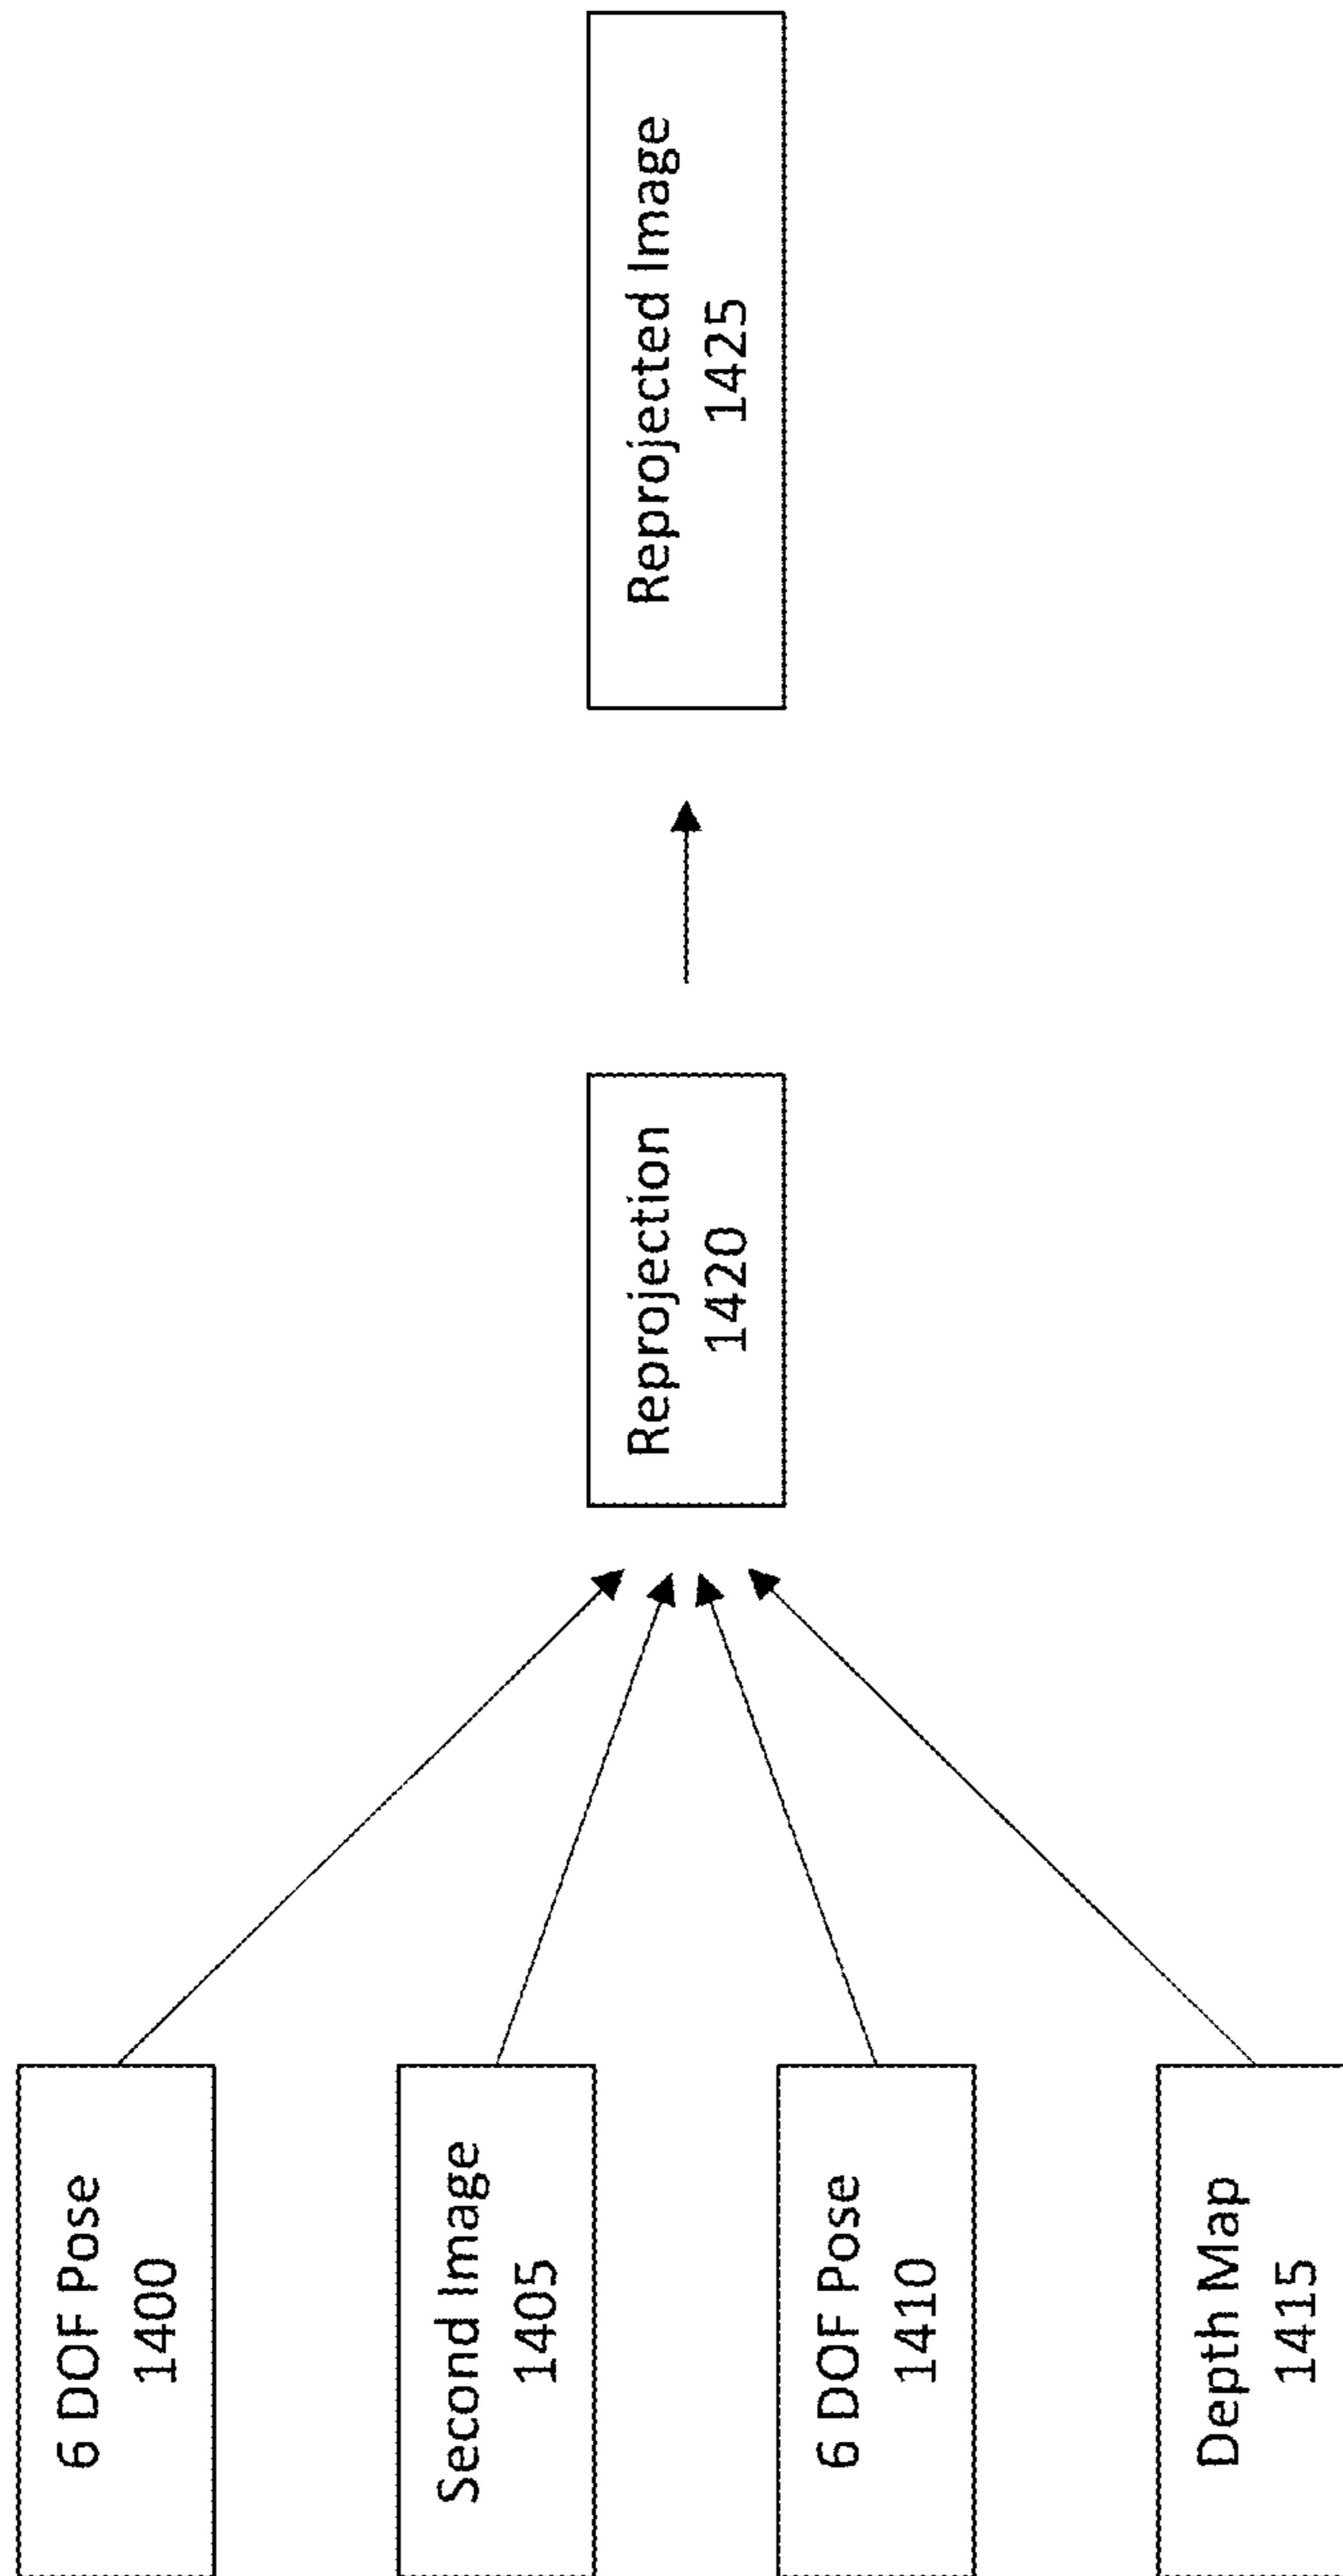 6 DOF Pose
1400
Second Image
1405
6 DOF Pose
1410
Depth Map
1415
Reprojection
1420
Reprojected Image
1425